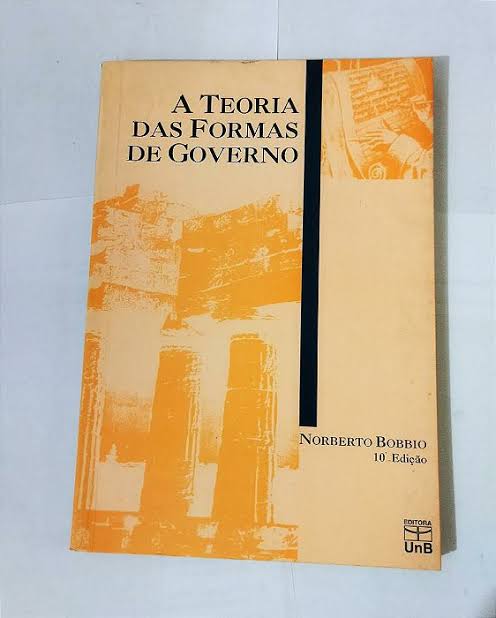 A TEORIA
DAS FORMAS
DE GOVERNO
NORBERTO BOBBIO
10ª Edição
EDITORA
UnB